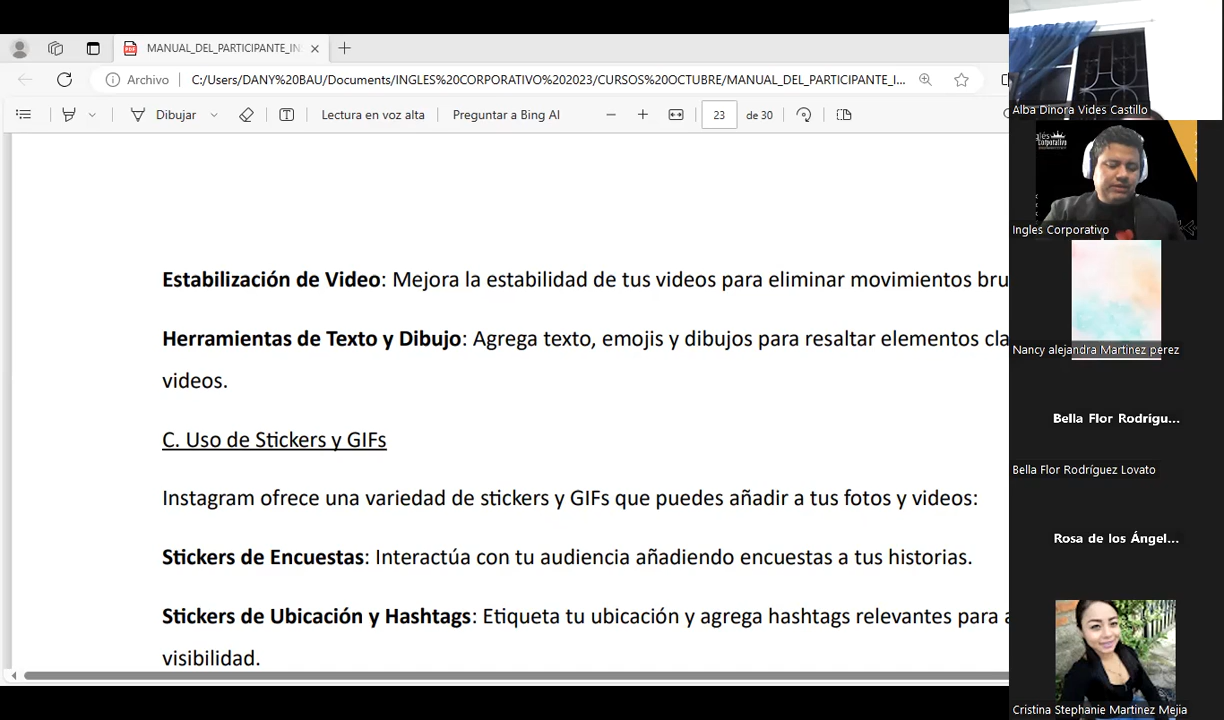 MANUAL_DEL_PARTICIPANTE_IN
Archivo
C:/Users/DANY%20BAU/Documents/INGLES%20CORPORATIVO%202023/CURSOS%20OCTUBRE/MANUAL_DEL_PARTICIPANTE_I...
Dibujar
Lectura en voz alta
Preguntar a Bing AI
23
de 30
Estabilización de Video: Mejora la estabilidad de tus videos para eliminar movimientos bru
Herramientas de Texto y Dibujo: Agrega texto, emojis y dibujos para resaltar elementos cla
videos.
C. Uso de Stickers y GIFs
Instagram ofrece una variedad de stickers y GIFs que puedes añadir a tus fotos y videos:
Stickers de Encuestas: Interactúa con tu audiencia añadiendo encuestas a tus historias.
Stickers de Ubicación y Hashtags: Etiqueta tu ubicación y agrega hashtags relevantes para a
visibilidad.
Alba Dinora Vides Castillo
Ingles Corporativo
Nancy alejandra Martinez perez
Bella Flor Rodrígu...
Bella Flor Rodríguez Lovato
Rosa de los Ángel...
Cristina Stephanie Martinez Mejia